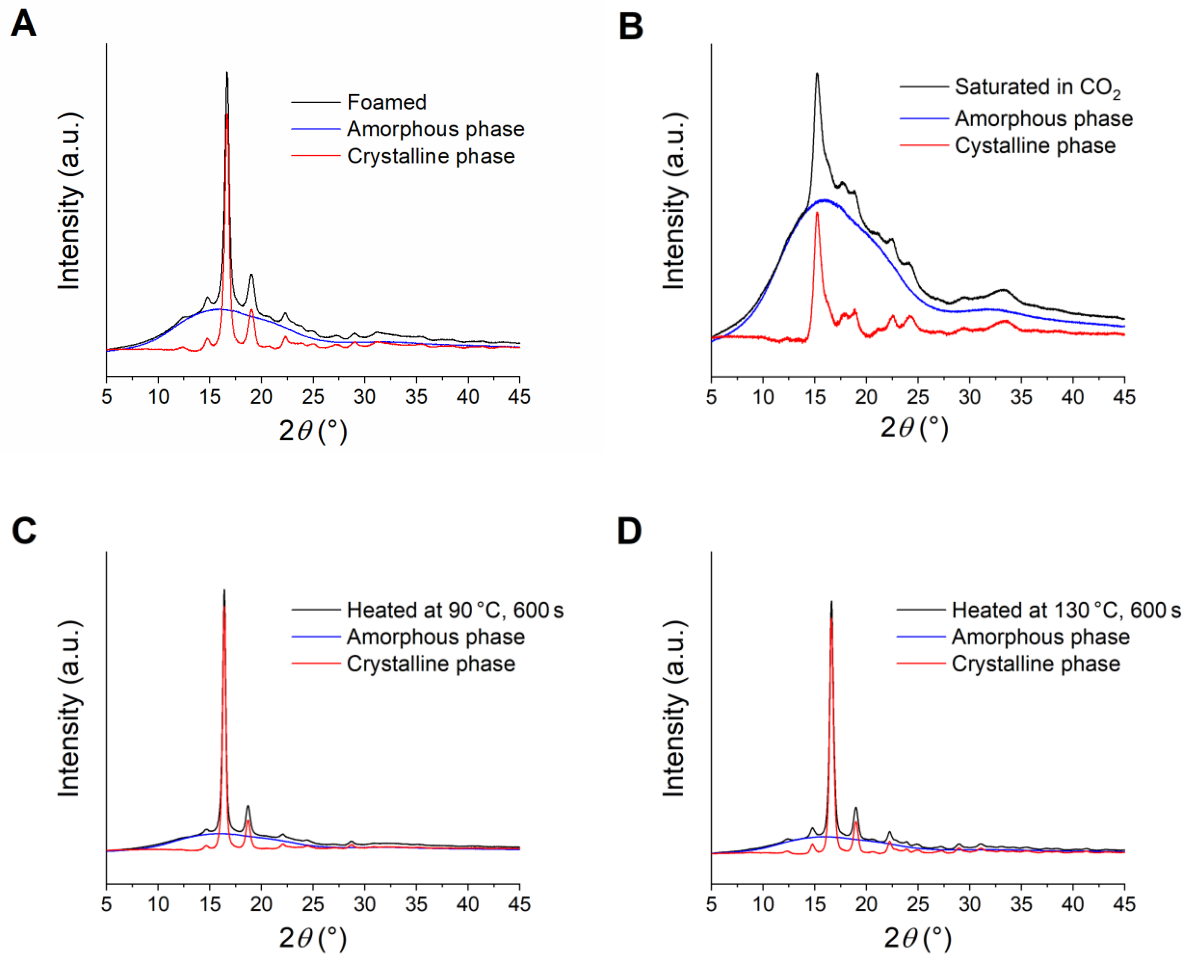 A
Intensity (a.u.)
Foamed
Amorphous phase
Crystalline phase
5 10 15 20 25 30 35 40 45
2θ (°)
B
Intensity (a.u.)
Saturated in CO₂
Amorphous phase
Cystalline phase
5 10 15 20 25 30 35 40 45
2θ (°)
C
Intensity (a.u.)
Heated at 90 °C, 600 s
Amorphous phase
Crystalline phase
5 10 15 20 25 30 35 40 45
2θ (°)
D
Intensity (a.u.)
Heated at 130 °C, 600 s
Amorphous phase
Crystalline phase
5 10 15 20 25 30 35 40 45
2θ (°)